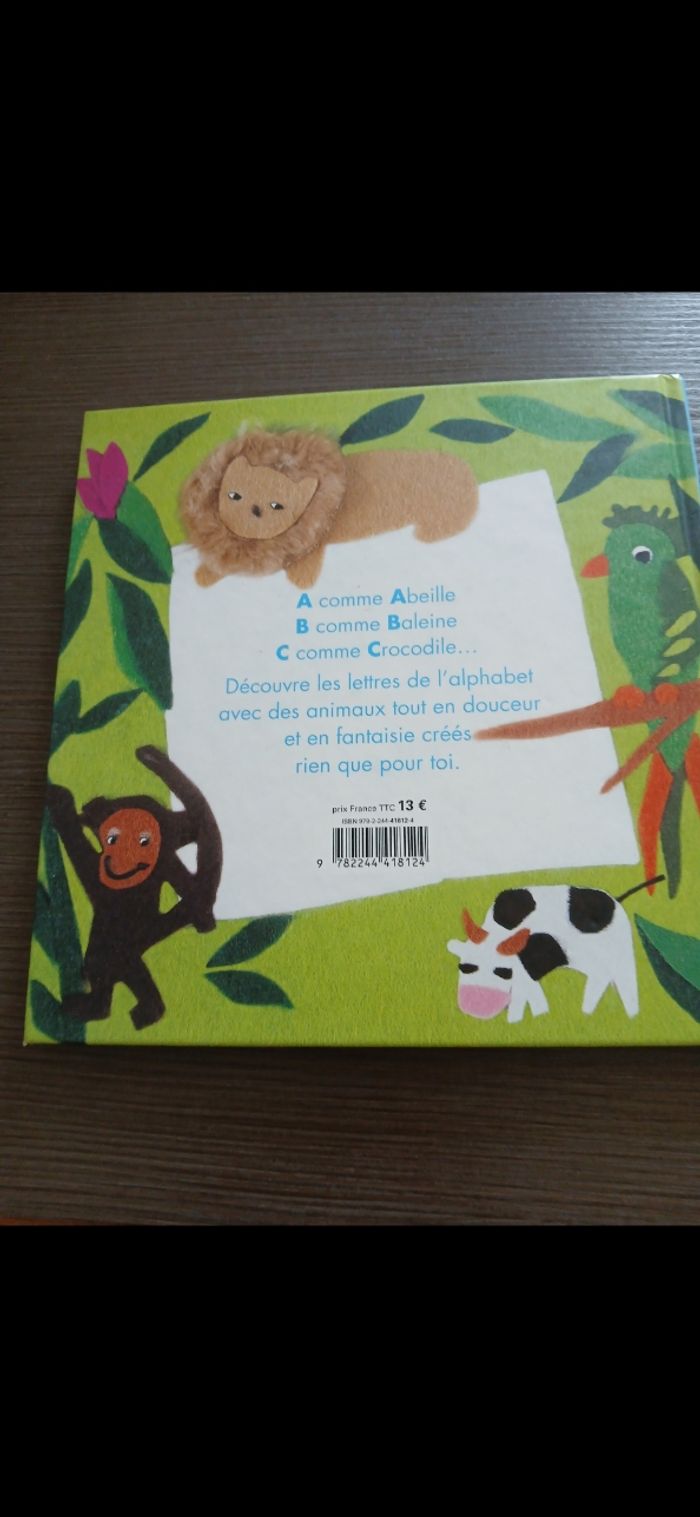 A comme Abeille
B comme Baleine
C comme Crocodile...
Découvre les lettres de l'alphabet
avec des animaux tout en douceur
et en fantaisie créés
rien que pour toi.
prix France TTC 13 €
ISBN 978-2-244-41812-4
9 782244 418124